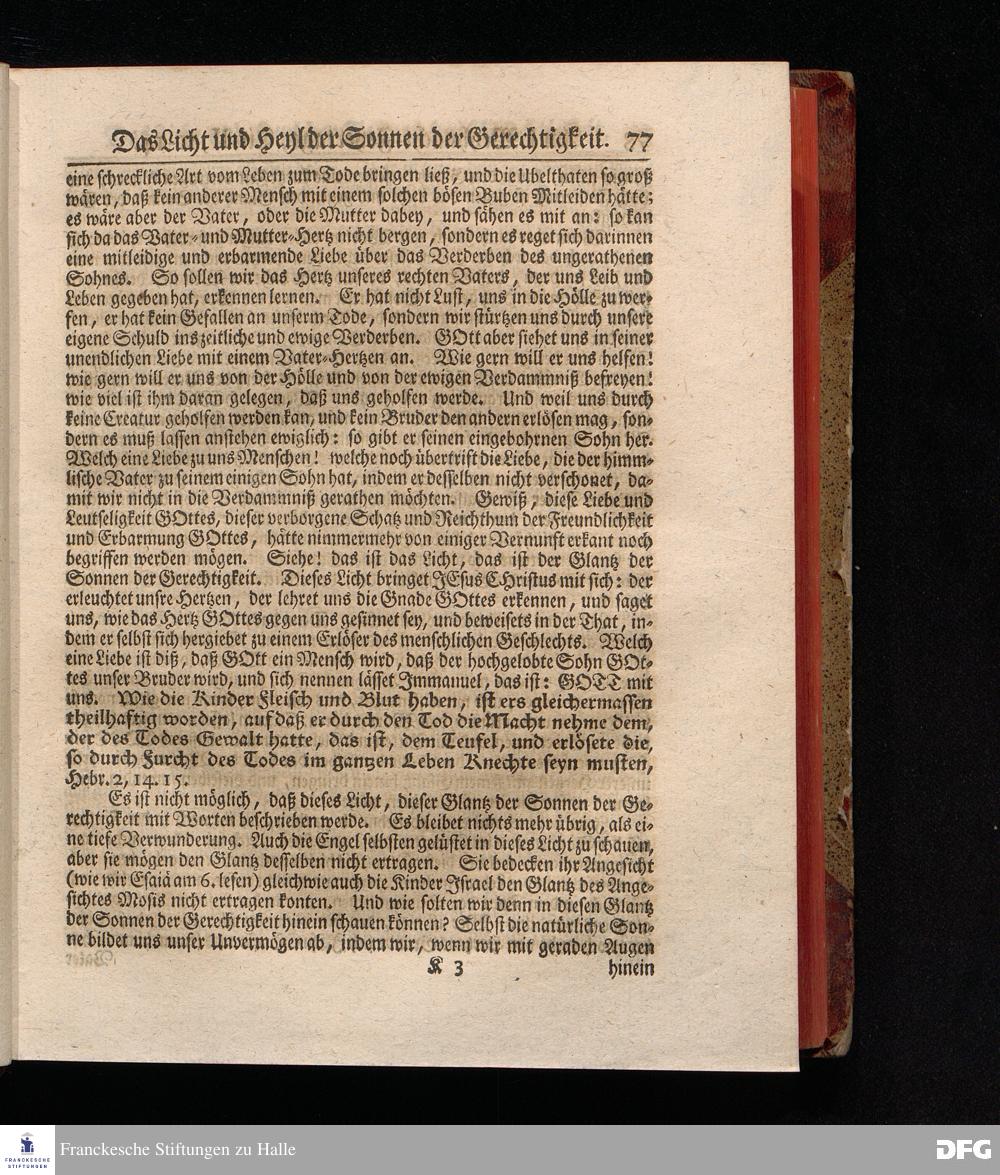 Das Licht und Heyl der Sonnen der Gerechtigkeit. 77
eine schreckliche Art vom Leben zum Tode bringen ließ, und die Ubelthaten so groß
wären, daß kein anderer Mensch mit einem solchen bösen Buben Mitleiden hätte;
es wäre aber der Vater, oder die Mutter dabey, und sähen es mit an: so kan
sich da das Vater- und Mutter-Hertz nicht bergen, sondern es reget sich darinnen
eine mitleidige und erbarmende Liebe über das Verderben des ungerathenen
Sohnes. So sollen wir das Hertz unseres rechten Vaters, der uns Leib und
Leben gegeben hat, erkennen lernen. Er hat nicht Lust, uns in die Hölle zu wer-
fen, er hat kein Gefallen an unserm Tode, sondern wir stürtzen uns durch unsere
eigene Schuld ins zeitliche und ewige Verderben. GOtt aber siehet uns in seiner
unendlichen Liebe mit einem Vater-Hertzen an. Wie gern will er uns helfen!
wie gern will er uns von der Hölle und von der ewigen Verdammniß befreyen!
wie viel ist ihm daran gelegen, daß uns geholfen werde. Und weil uns durch
keine Creatur geholfen werden kan, und kein Bruder den andern erlösen mag, son-
dern es muß lassen anstehen ewiglich: so gibt er seinen eingebohrnen Sohn her.
Welch eine Liebe zu uns Menschen! welche noch übertrift die Liebe, die der himm-
lische Vater zu seinem einigen Sohn hat, indem er desselben nicht verschonet, da-
mit wir nicht in die Verdammniß gerathen möchten. Gewiß, diese Liebe und
Leutseligkeit GOttes, dieser verborgene Schatz und Reichthum der Freundlichkeit
und Erbarmung GOttes, hätte nimmermehr von einiger Vernunft erkant noch
begriffen werden mögen. Siehe! das ist das Licht, das ist der Glantz der
Sonnen der Gerechtigkeit. Dieses Licht bringet JEsus CHristus mit sich: der
erleuchtet unsre Hertzen, der lehret uns die Gnade GOttes erkennen, und saget
uns, wie das Hertz GOttes gegen uns gesinnet sey, und beweisets in der That, in-
dem er selbst sich hergiebet zu einem Erlöser des menschlichen Geschlechts. Welch
eine Liebe ist diß, daß GOtt ein Mensch wird, daß der hochgelobte Sohn GOt-
tes unser Bruder wird, und sich nennen lässet Immanuel, das ist: GOTT mit
uns. Wie die Kinder Fleisch und Blut haben, ist ers gleichermassen
theilhaftig worden, auf daß er durch den Tod die Macht nehme dem,
der des Todes Gewalt hatte, das ist, dem Teufel, und erlösete die,
so durch Furcht des Todes im gantzen Leben Knechte seyn musten,
Hebr. 2, 14. 15.
Es ist nicht möglich, daß dieses Licht, dieser Glantz der Sonnen der Ge-
rechtigkeit mit Worten beschrieben werde. Es bleibet nichts mehr übrig, als ei-
ne tiefe Verwunderung. Auch die Engel selbsten gelüstet in dieses Licht zu schauen,
aber sie mögen den Glantz desselben nicht ertragen. Sie bedecken ihr Angesicht
(wie wir Esaiä am 6. lesen) gleichwie auch die Kinder Israel den Glantz des Ange-
sichtes Mosis nicht ertragen konten. Und wie solten wir denn in diesen Glantz
der Sonnen der Gerechtigkeit hinein schauen können? Selbst die natürliche Son-
ne bildet uns unser Unvermögen ab, indem wir, wenn wir mit geraden Augen
K 3 hinein
FRANCKESCHE
STIFTUNGEN
Franckesche Stiftungen zu Halle
DFG